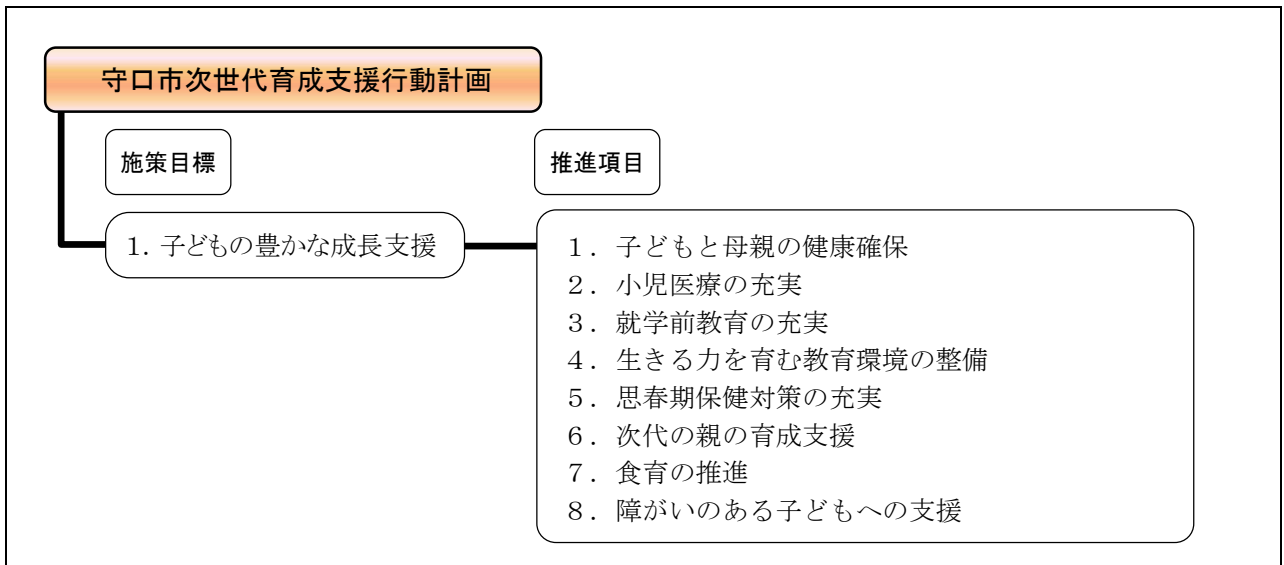 守口市次世代育成支援行動計画
施策目標
推進項目
1. 子どもの豊かな成長支援
１．子どもと母親の健康確保
２．小児医療の充実
３．就学前教育の充実
４．生きる力を育む教育環境の整備
５．思春期保健対策の充実
６．次代の親の育成支援
７．食育の推進
８．障がいのある子どもへの支援